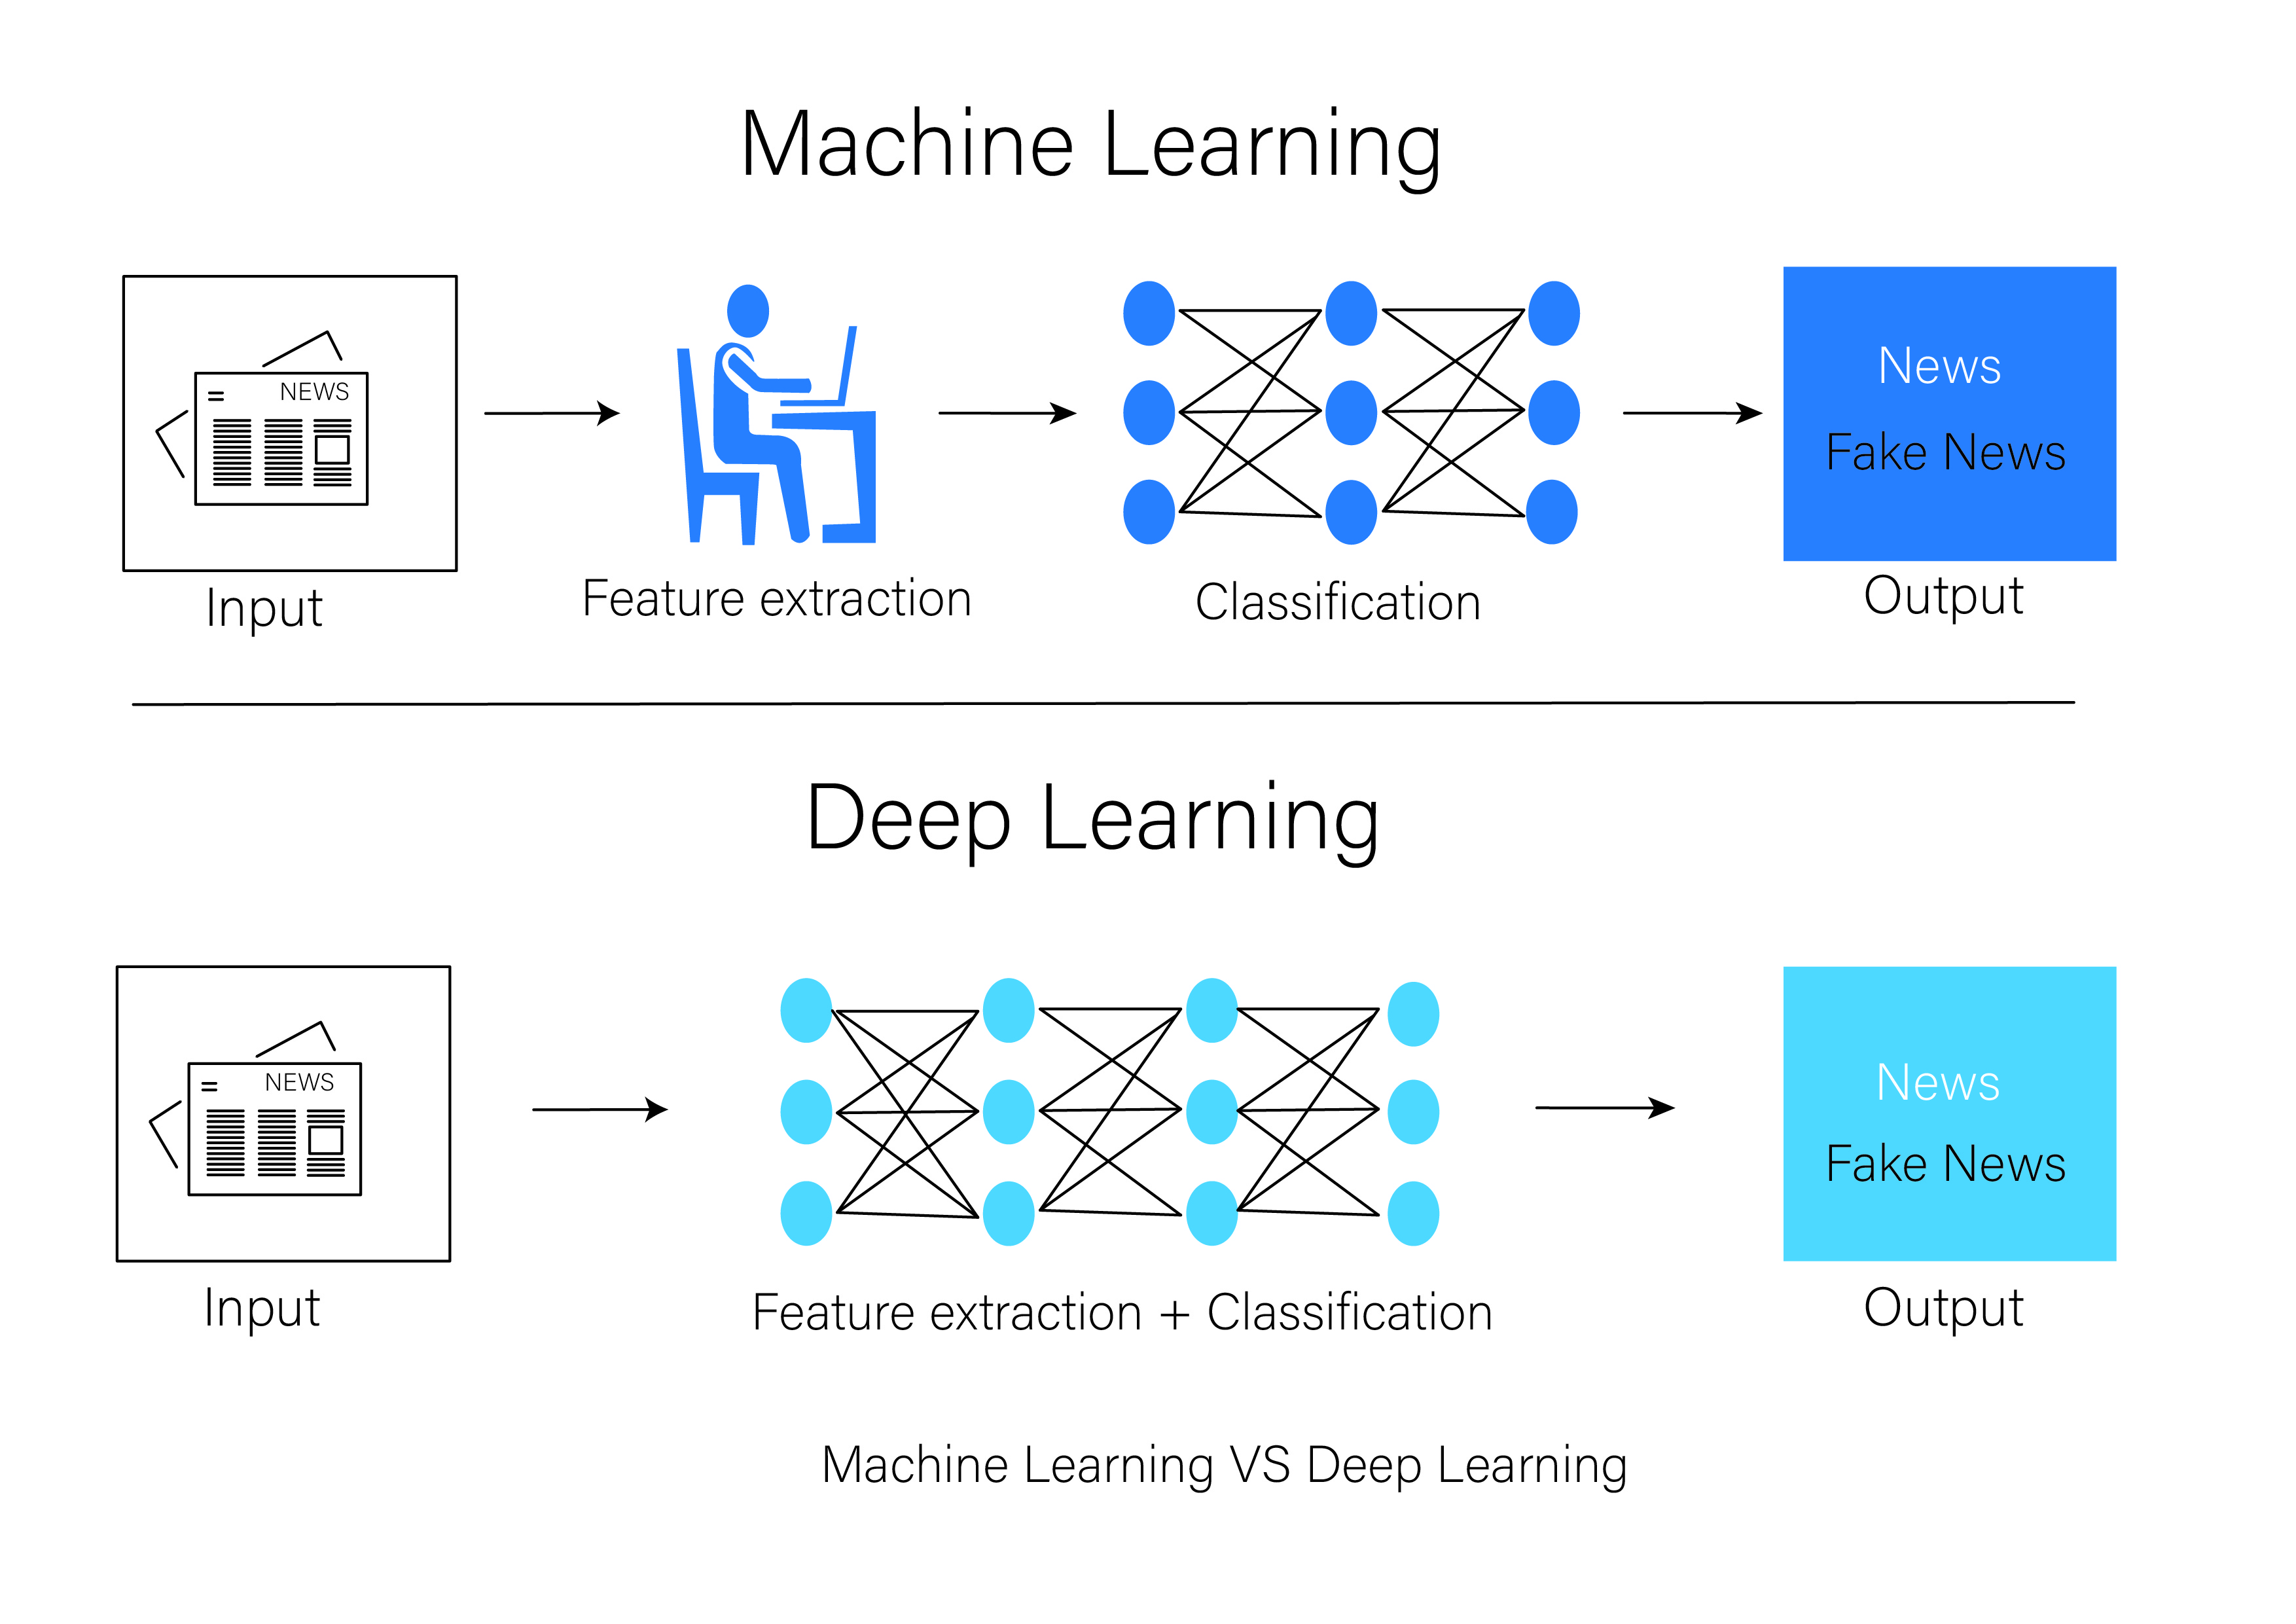 Machine Learning
NEWS
News
Fake News
Input
Feature extraction
Classification
Output
Deep Learning
NEWS
News
Fake News
Input
Feature extraction + Classification
Output
Machine Learning VS Deep Learning